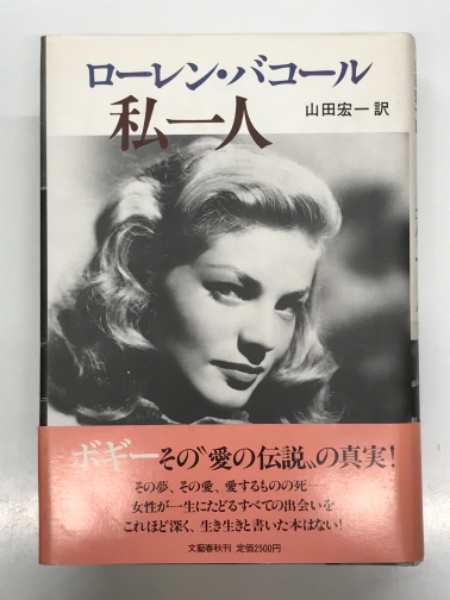 ローレン・バコール
私一人
山田宏一 訳
ボギーその〝愛の伝説〟の真実!
その夢、その愛、愛するものの死──
女性が一生にたどるすべての出会いを
これほど深く、生き生きと書いた本はない!
文藝春秋刊 定価2500円